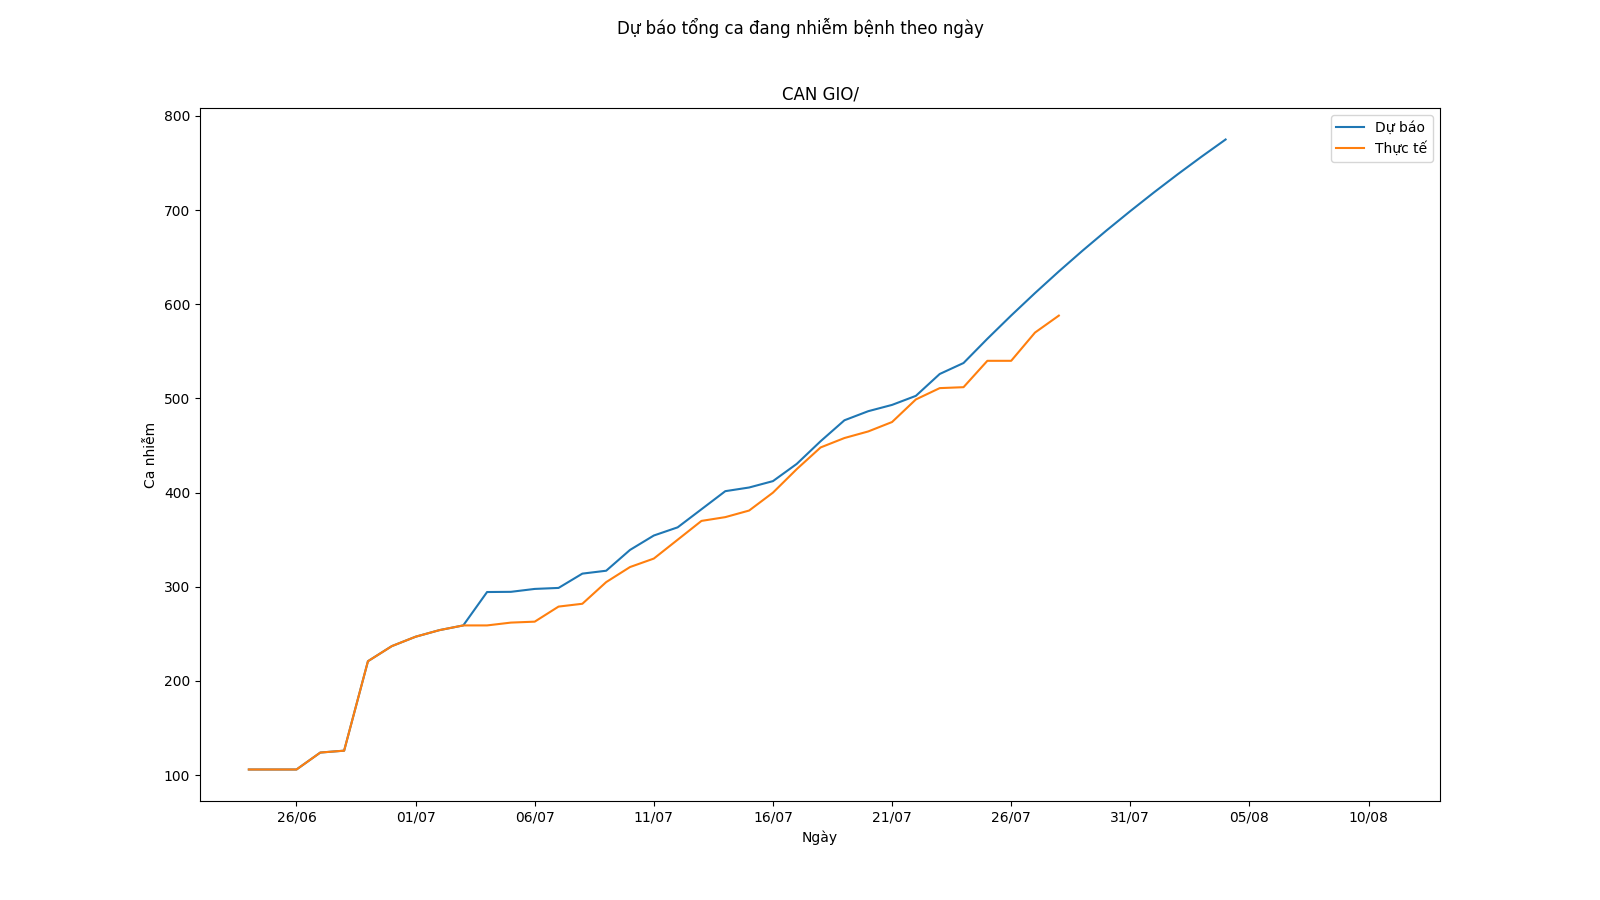 Dự báo tổng ca đang nhiễm bệnh theo ngày
CAN GIO/
Dự báo
Thực tế
800
700
600
500
400
300
200
100
Ca nhiễm
26/06 01/07 06/07 11/07 16/07 21/07 26/07 31/07 05/08 10/08
Ngày